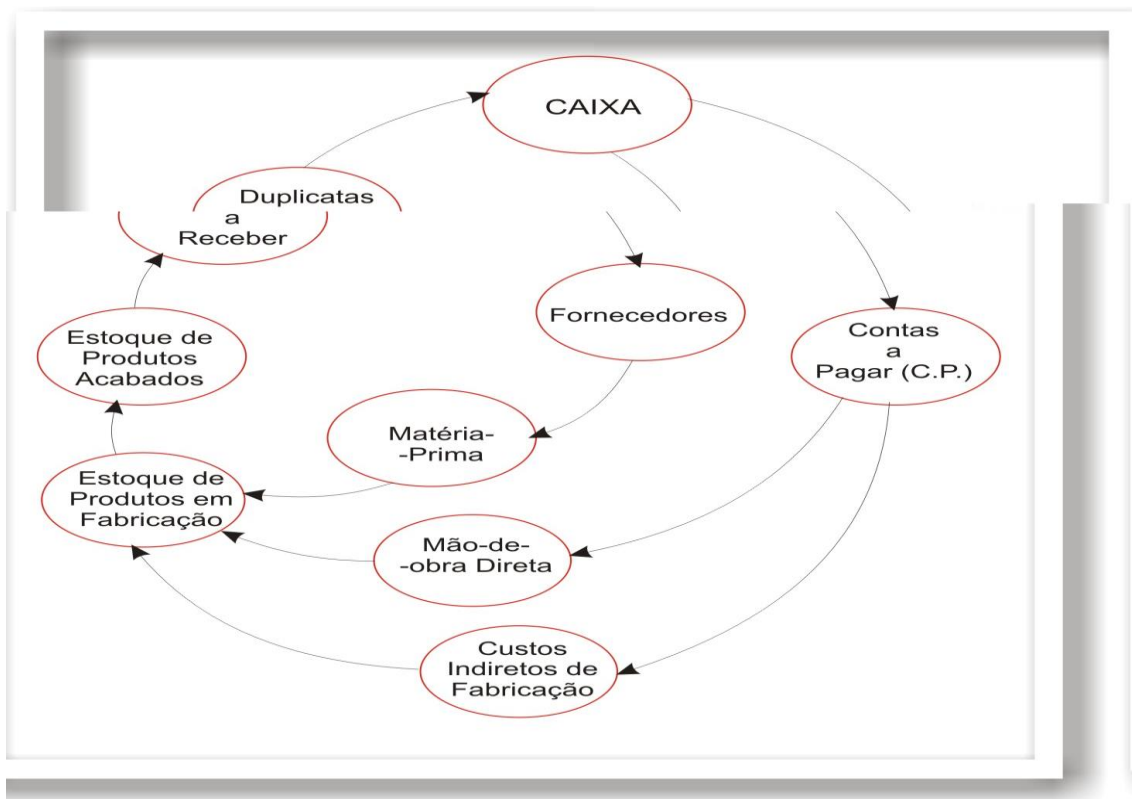 CAIXA
Duplicatas
a
Receber
Fornecedores
Contas
a
Pagar (C.P.)
Estoque de
Produtos
Acabados
Matéria-
-Prima
Estoque de
Produtos em
Fabricação
Mão-de-
-obra Direta
Custos
Indiretos de
Fabricação